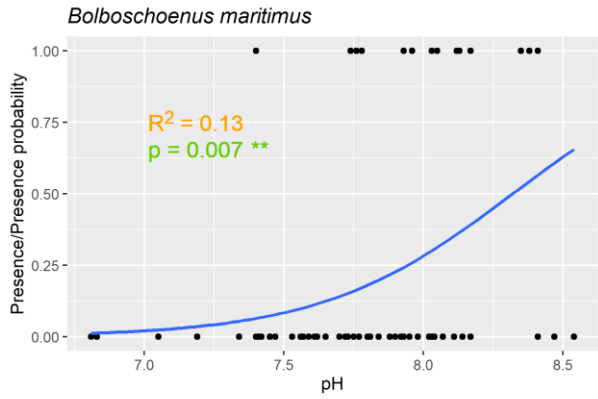 Bolboschoenus maritimus
1.00
R² = 0.13
p = 0.007 **
0.75
0.50
0.25
0.00
Presence/Presence probability
7.0 7.5 8.0 8.5
pH